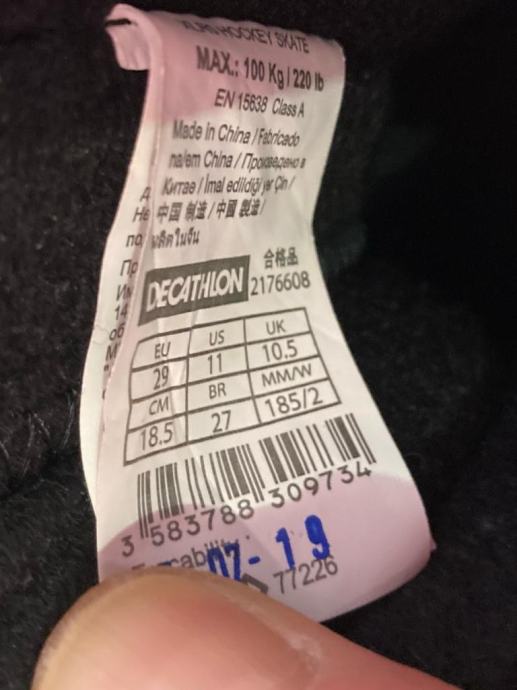 HOCKEY SKATE
MAX.: 100 Kg / 220 lb
EN 15638 Class A
Made in China / Fabricado
na/em China / Произведено в
Китае / İmal edildiği yer Çin /
中国 制造 / 中國 製造 /
ผลิตในจีน
DECATHLON
合格品
2176608
EU US UK
29 11 10.5
CM BR MM/W
18.5 27 185/2
3 583788 309734
07-19
77226